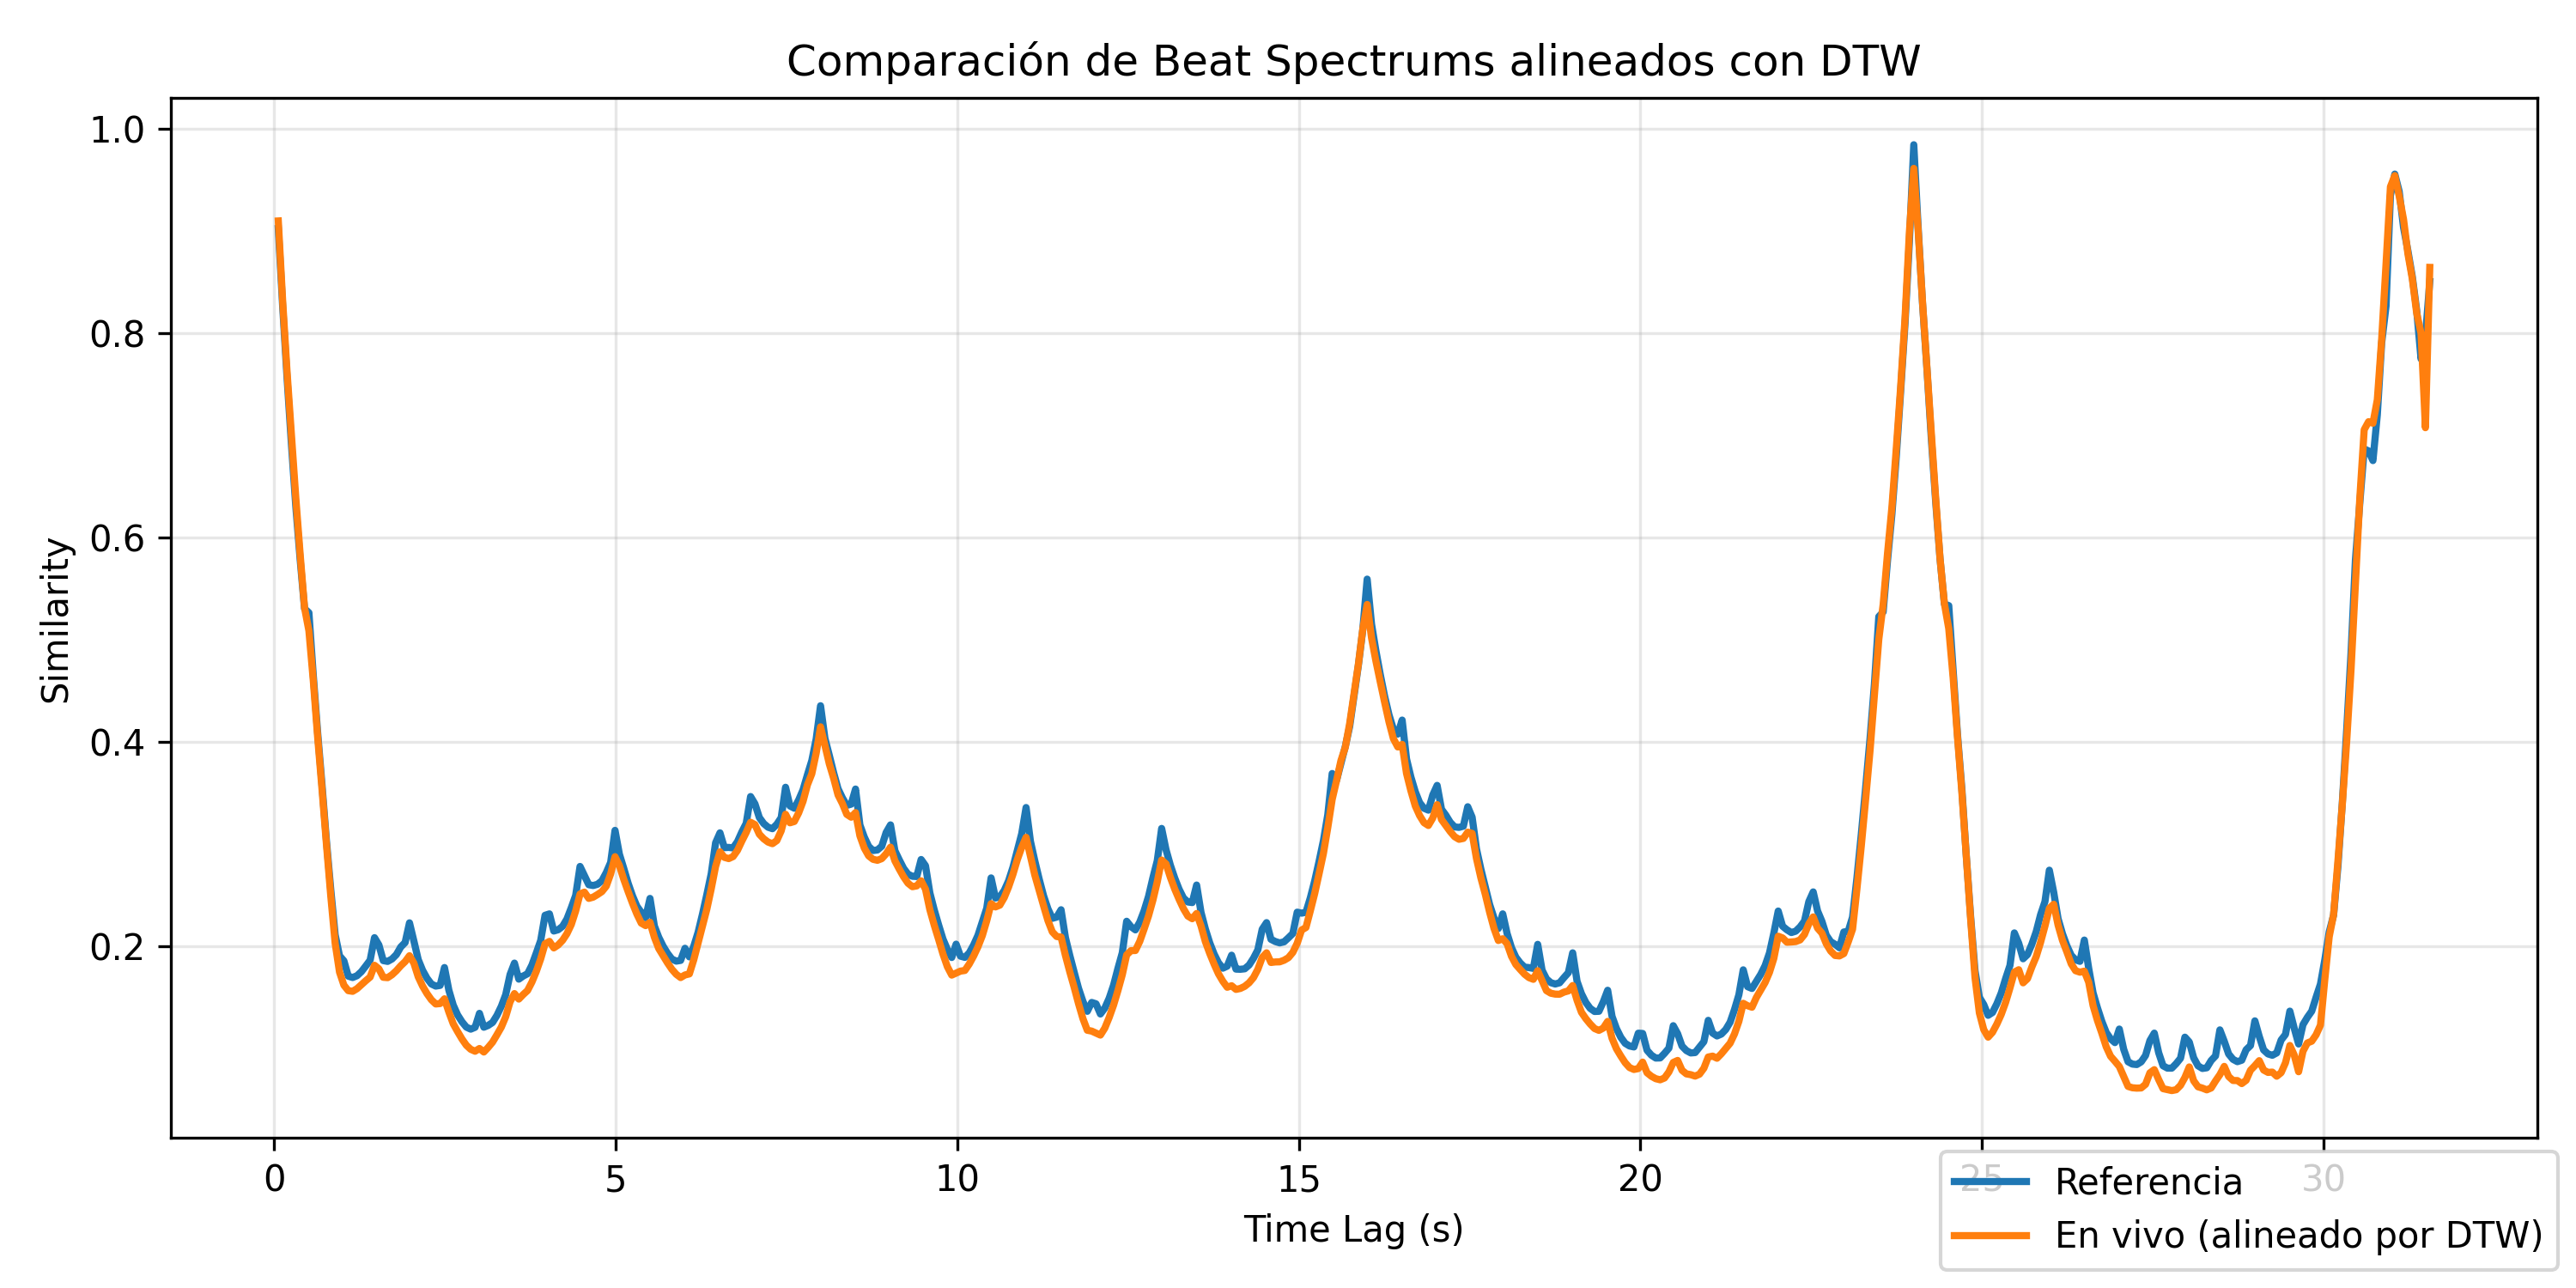 Comparación de Beat Spectrums alineados con DTW
1.0
0.8
0.6
0.4
0.2
Similarity
0 5 10 15 20 25 30
Time Lag (s)
Referencia
En vivo (alineado por DTW)